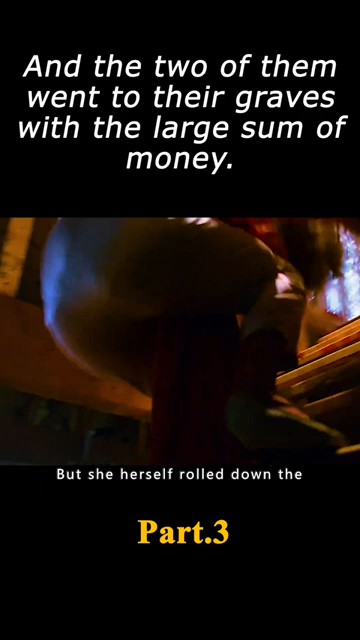 And the two of them
went to their graves
with the large sum of
money.
But she herself rolled down the
Part.3